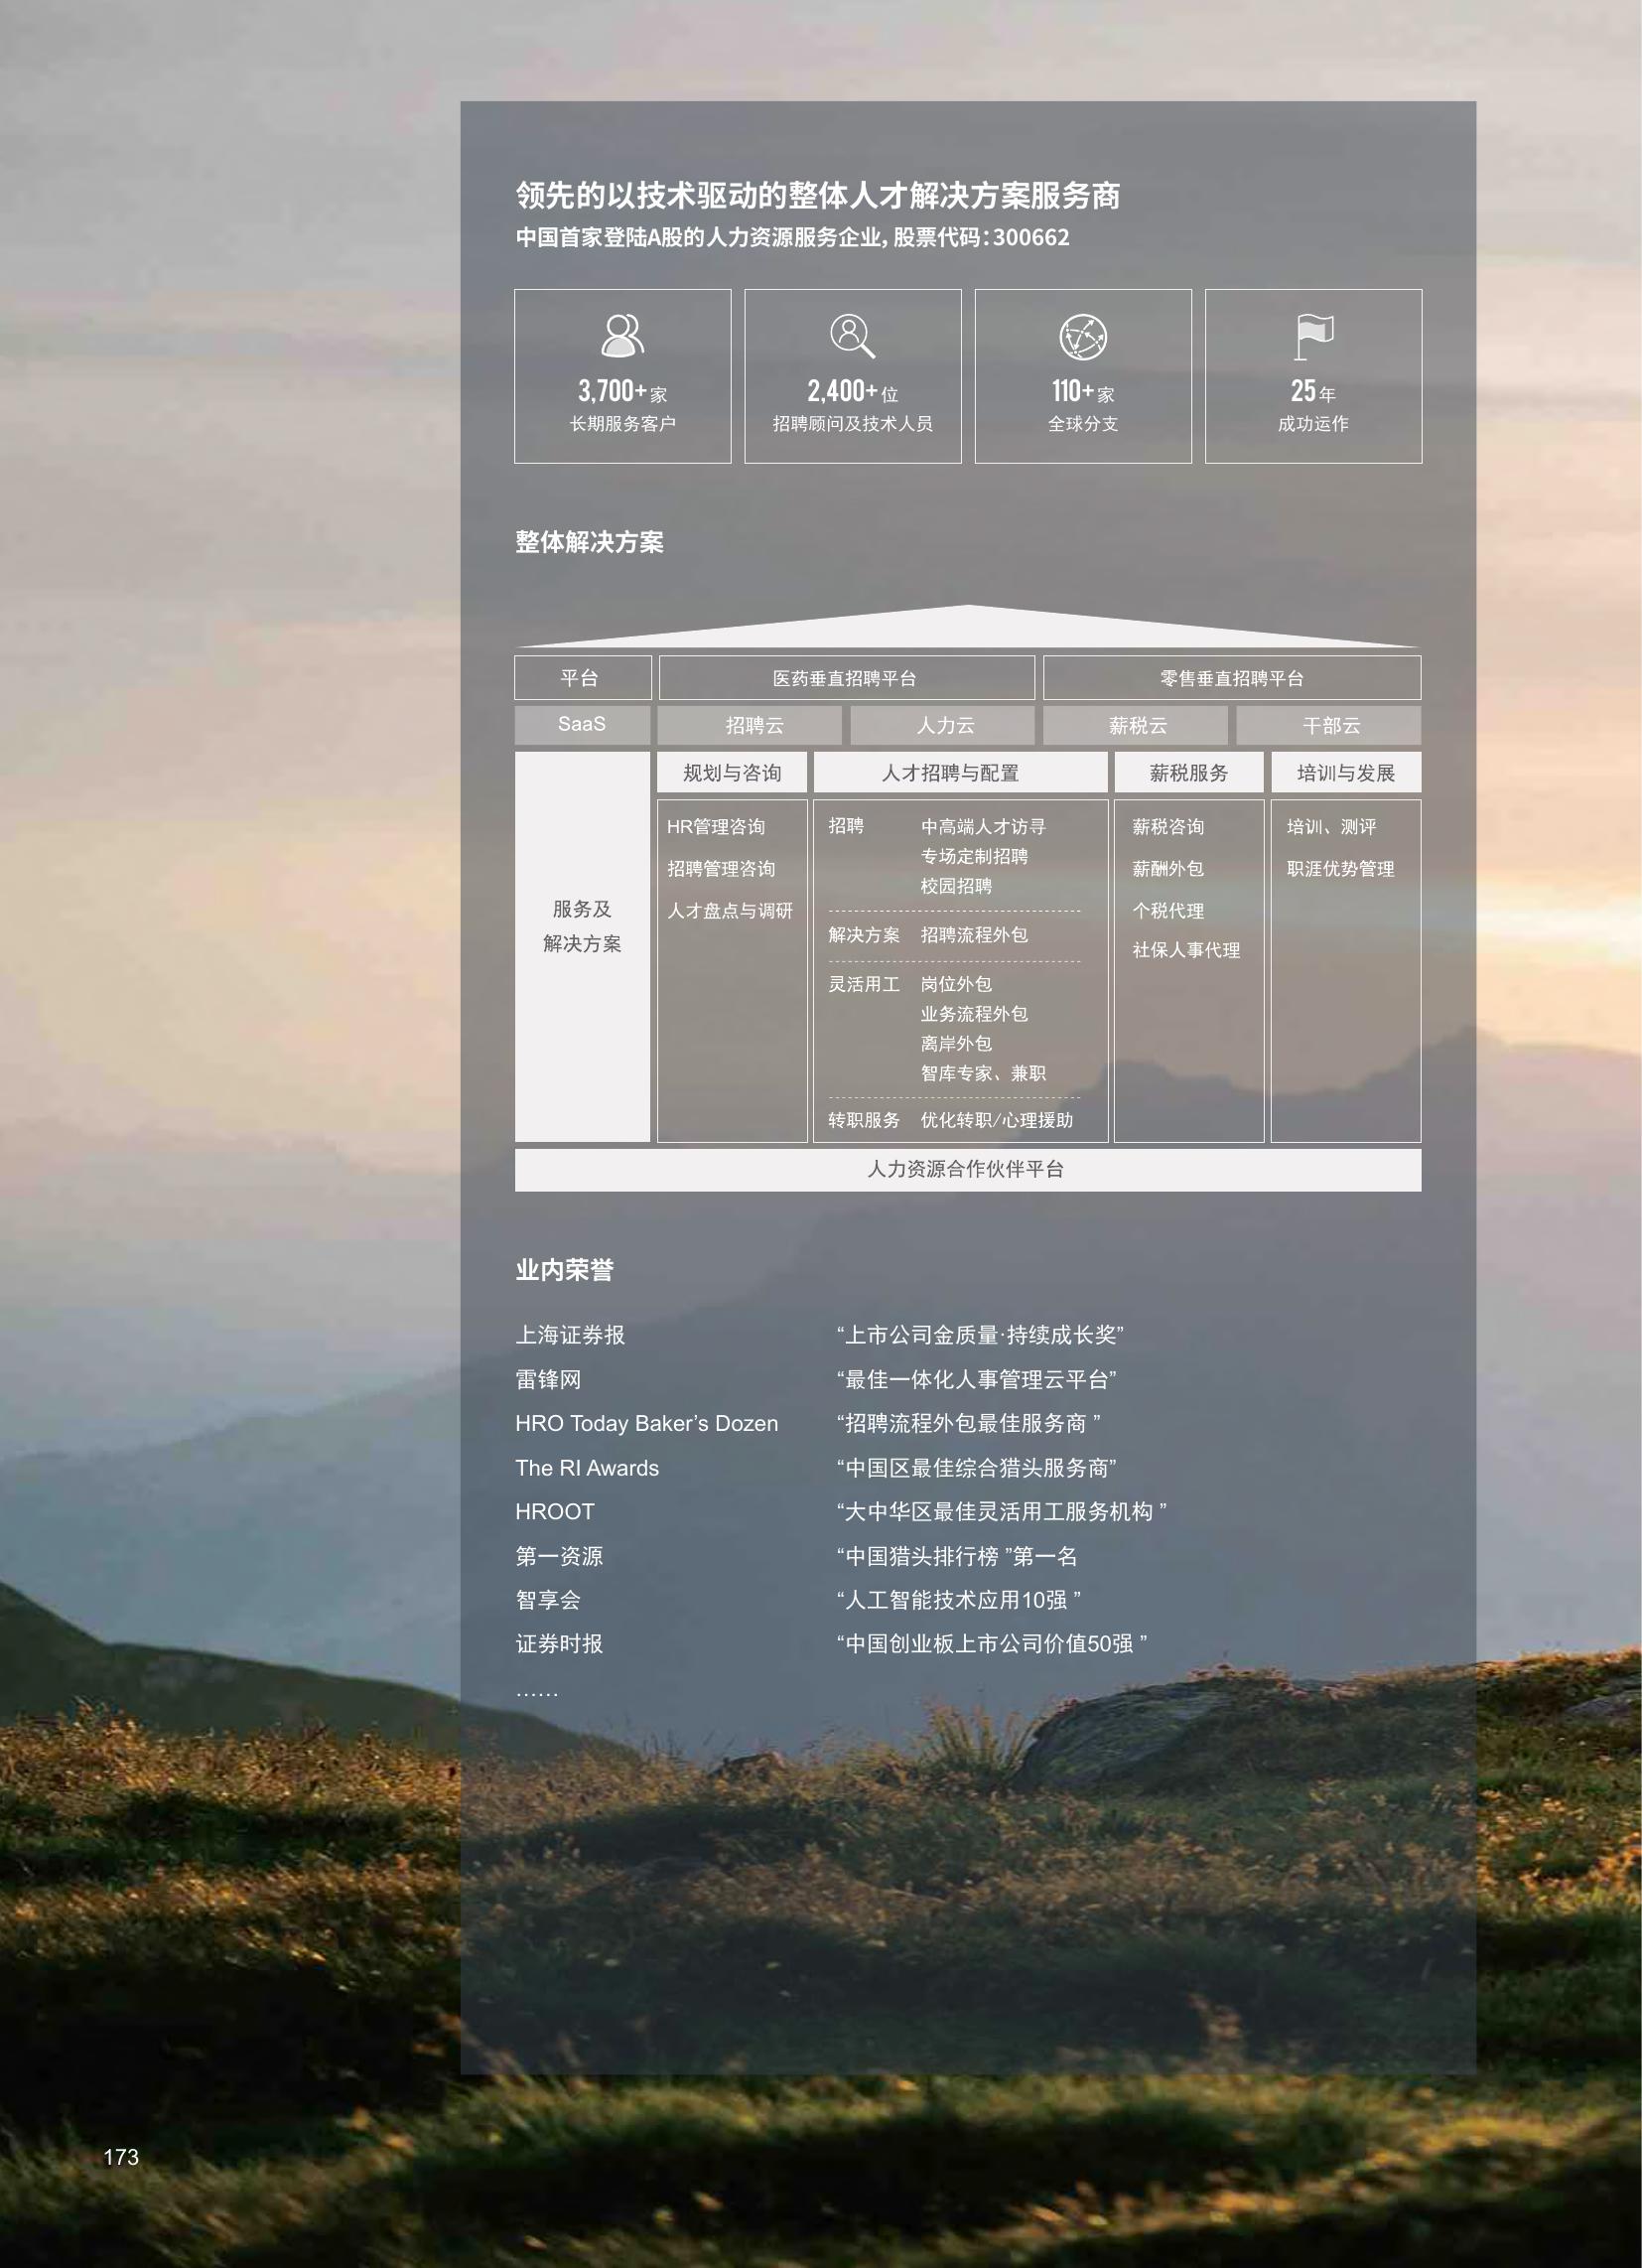 领先的以技术驱动的整体人才解决方案服务商
中国首家登陆A股的人力资源服务企业，股票代码：300662
3,700+家
长期服务客户
2,400+位
招聘顾问及技术人员
110+家
全球分支
25年
成功运作
整体解决方案
平台
医药垂直招聘平台
零售垂直招聘平台
SaaS
招聘云
人力云
薪税云
干部云
服务及
解决方案
规划与咨询
HR管理咨询
招聘管理咨询
人才盘点与调研
人才招聘与配置
招聘 中高端人才访寻
专场定制招聘
校园招聘
解决方案 招聘流程外包
灵活用工 岗位外包
业务流程外包
离岸外包
智库专家、兼职
转职服务 优化转职/心理援助
薪税服务
薪税咨询
薪酬外包
个税代理
社保人事代理
培训与发展
培训、测评
职涯优势管理
人力资源合作伙伴平台
业内荣誉
上海证券报 “上市公司金质量·持续成长奖”
雷锋网 “最佳一体化人事管理云平台”
HRO Today Baker’s Dozen “招聘流程外包最佳服务商 ”
The RI Awards “中国区最佳综合猎头服务商”
HROOT “大中华区最佳灵活用工服务机构 ”
第一资源 “中国猎头排行榜 ”第一名
智享会 “人工智能技术应用10强 ”
证券时报 “中国创业板上市公司价值50强 ”
……
173